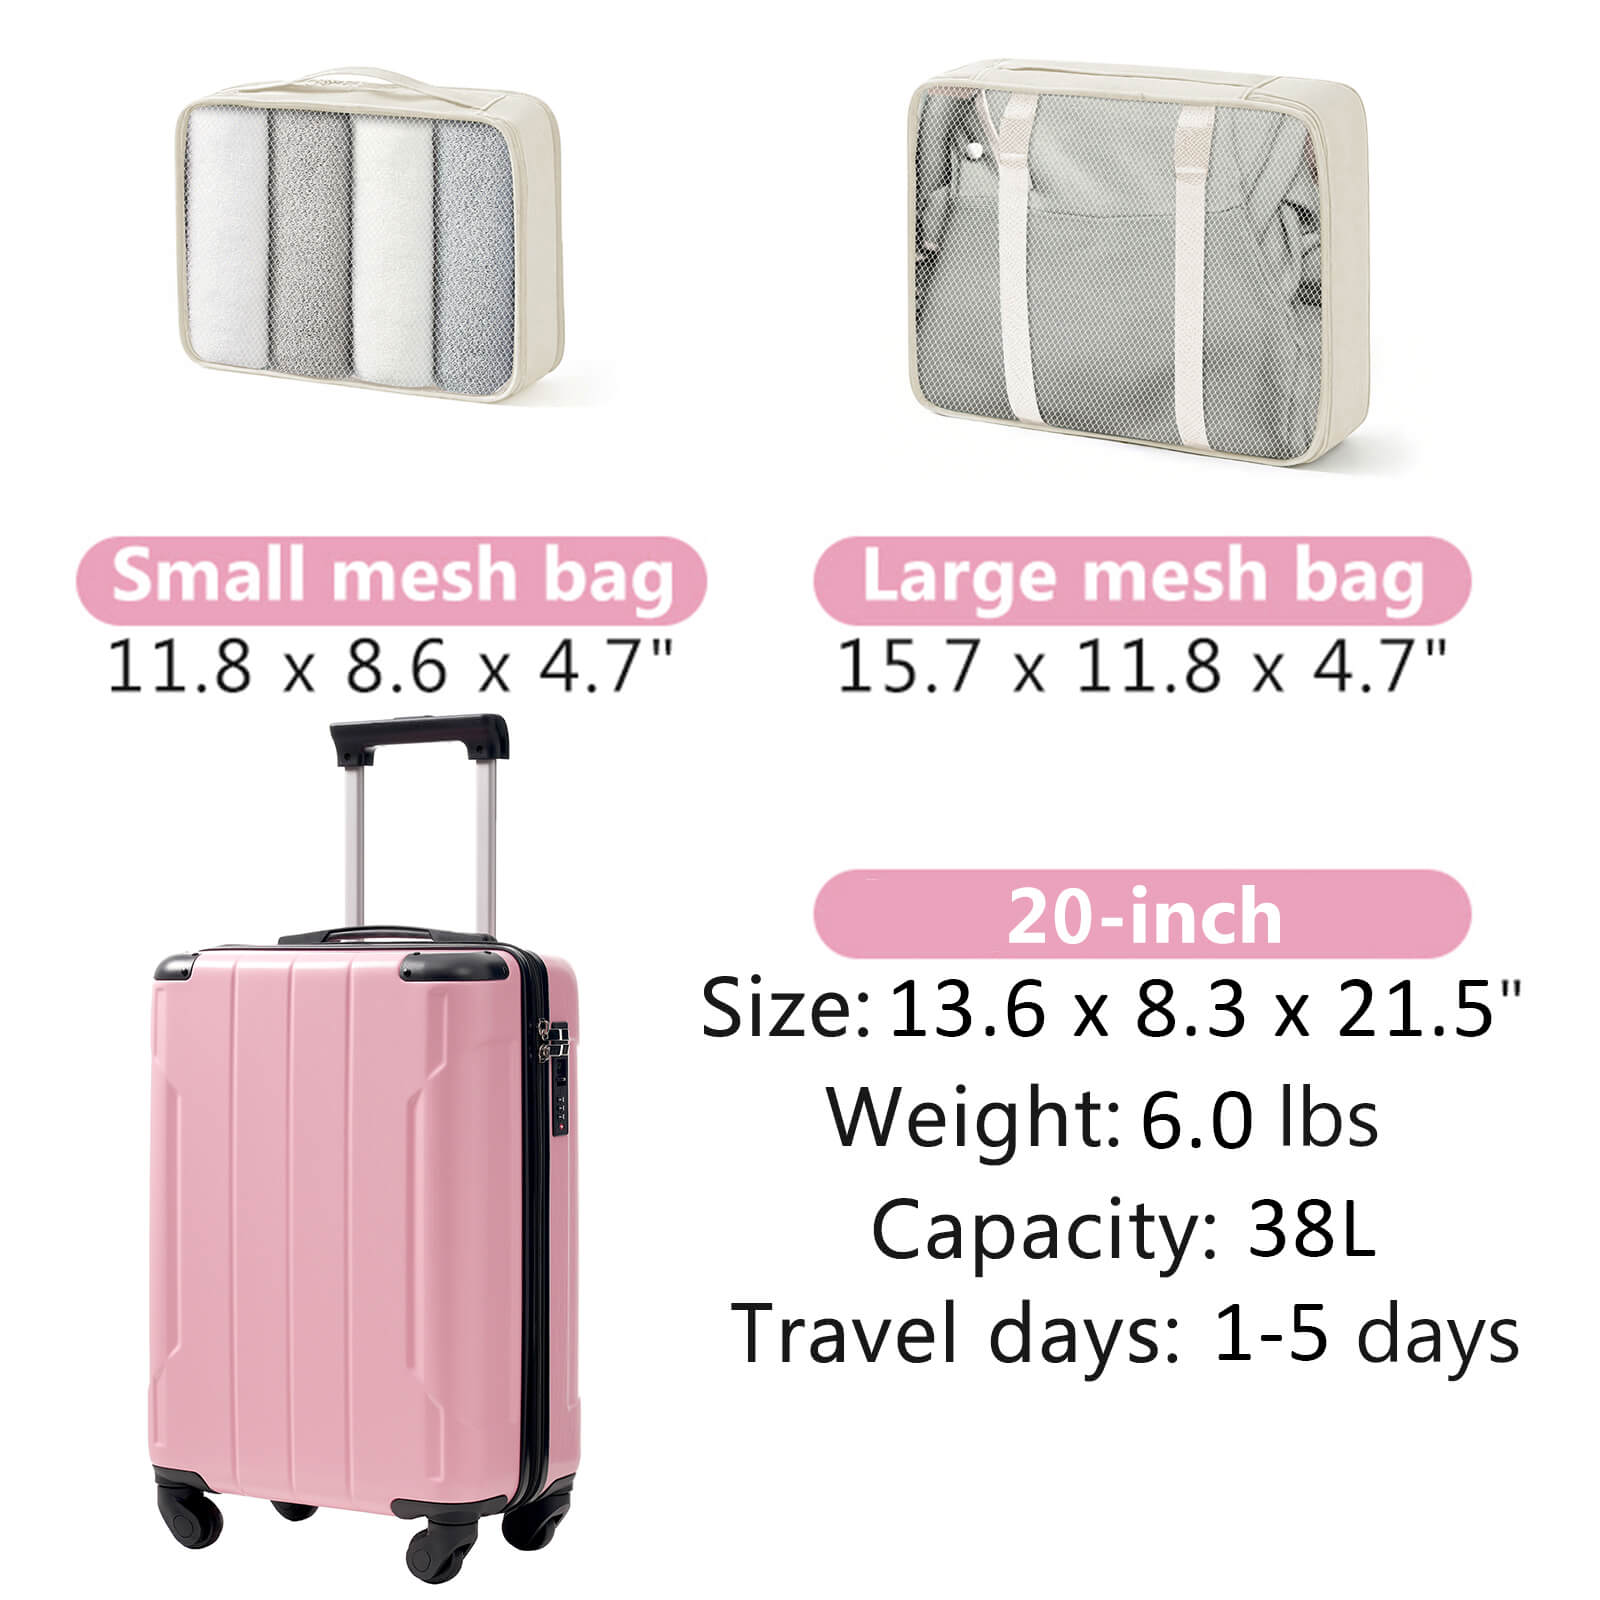 Small mesh bag
11.8 x 8.6 x 4.7"
Large mesh bag
15.7 x 11.8 x 4.7"
20-inch
Size: 13.6 x 8.3 x 21.5"
Weight: 6.0 lbs
Capacity: 38L
Travel days: 1-5 days